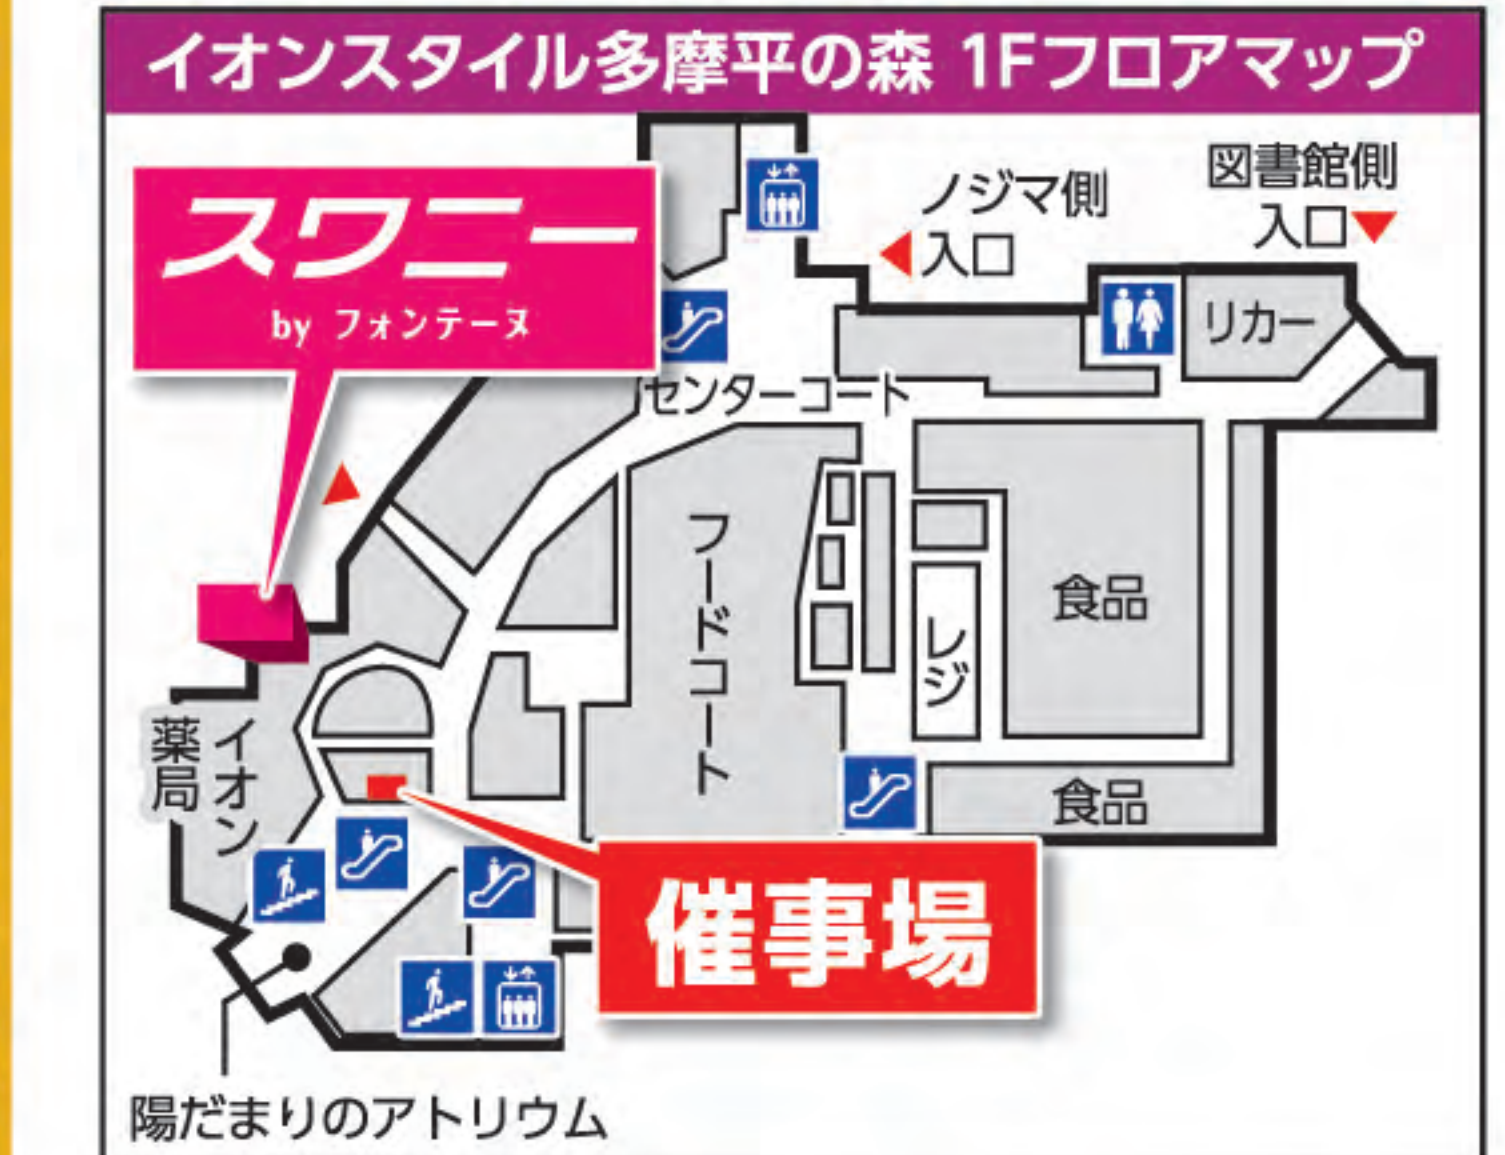 イオンスタイル多摩平の森 1Fフロアマップ
スワニー
by フォンテーヌ
ノジマ側
入口
図書館側
入口
リカー
センターコート
フードコート
食品
レジ
食品
イオン
薬局
催事場
陽だまりのアトリウム